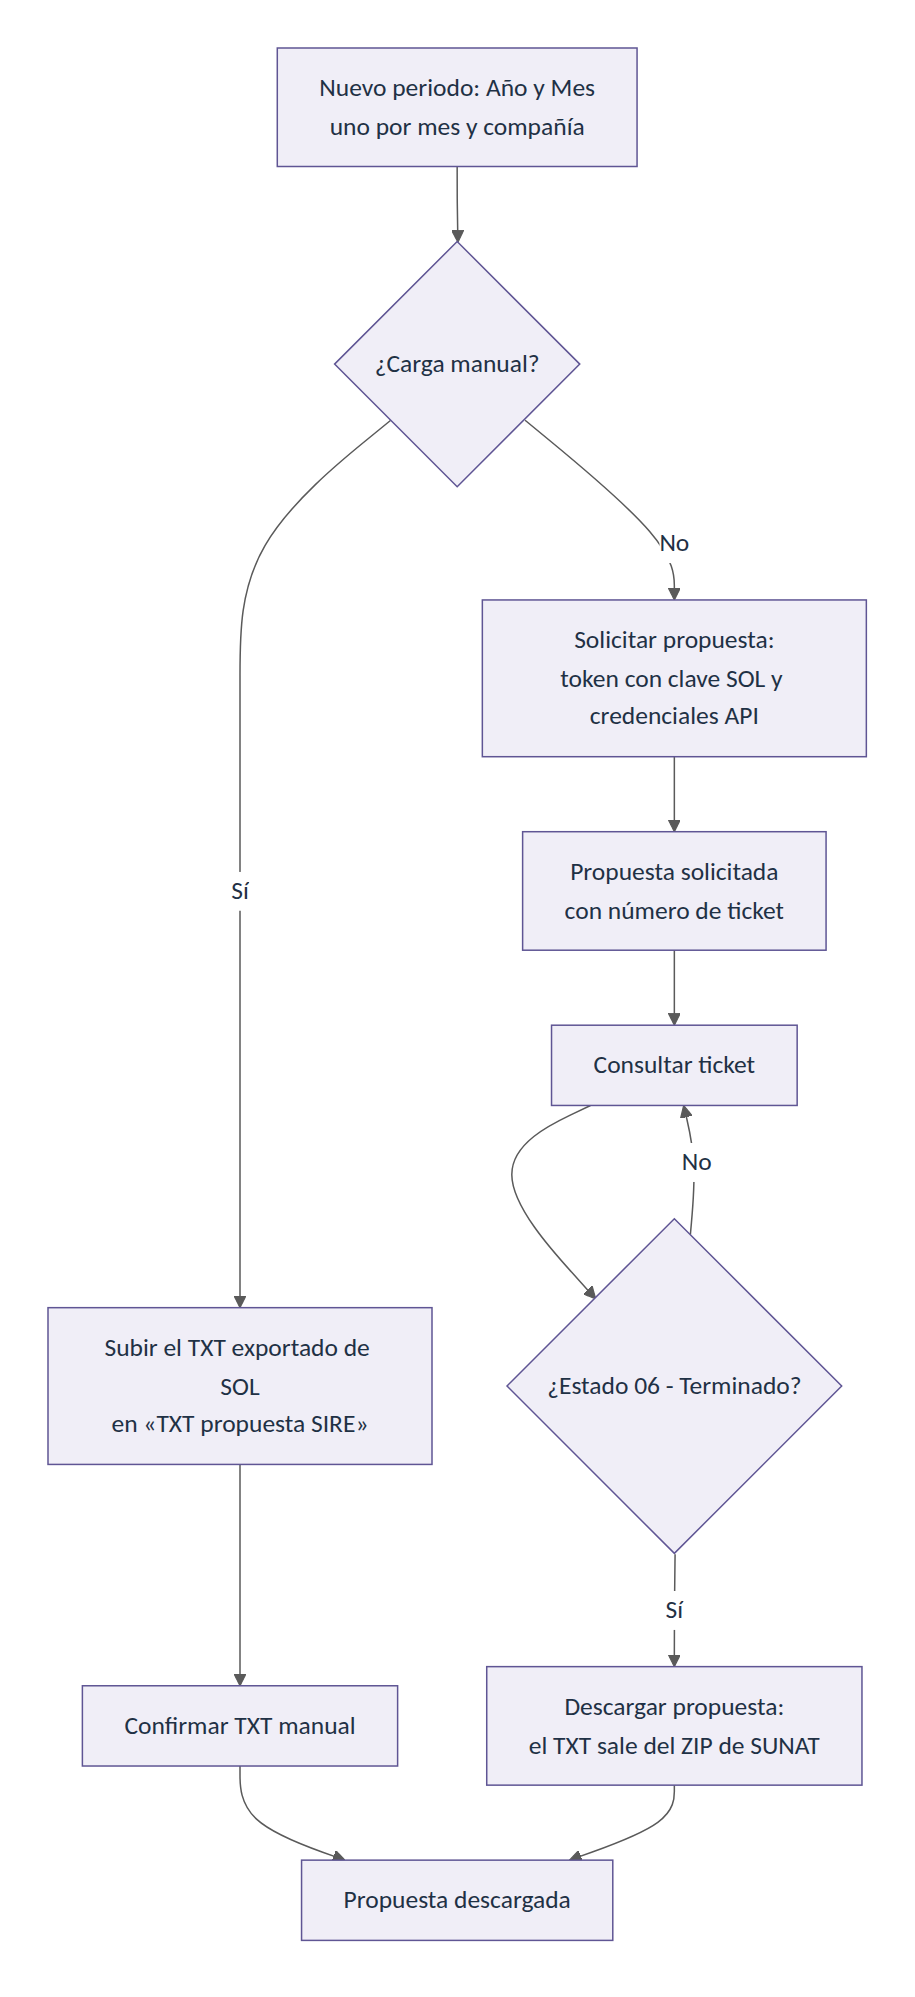 Nuevo periodo: Año y Mes
uno por mes y compañía
¿Carga manual?
No
Solicitar propuesta:
token con clave SOL y
credenciales API
Propuesta solicitada
con número de ticket
Sí
Consultar ticket
No
Subir el TXT exportado de
SOL
en «TXT propuesta SIRE»
¿Estado 06 - Terminado?
Sí
Confirmar TXT manual
Descargar propuesta:
el TXT sale del ZIP de SUNAT
Propuesta descargada